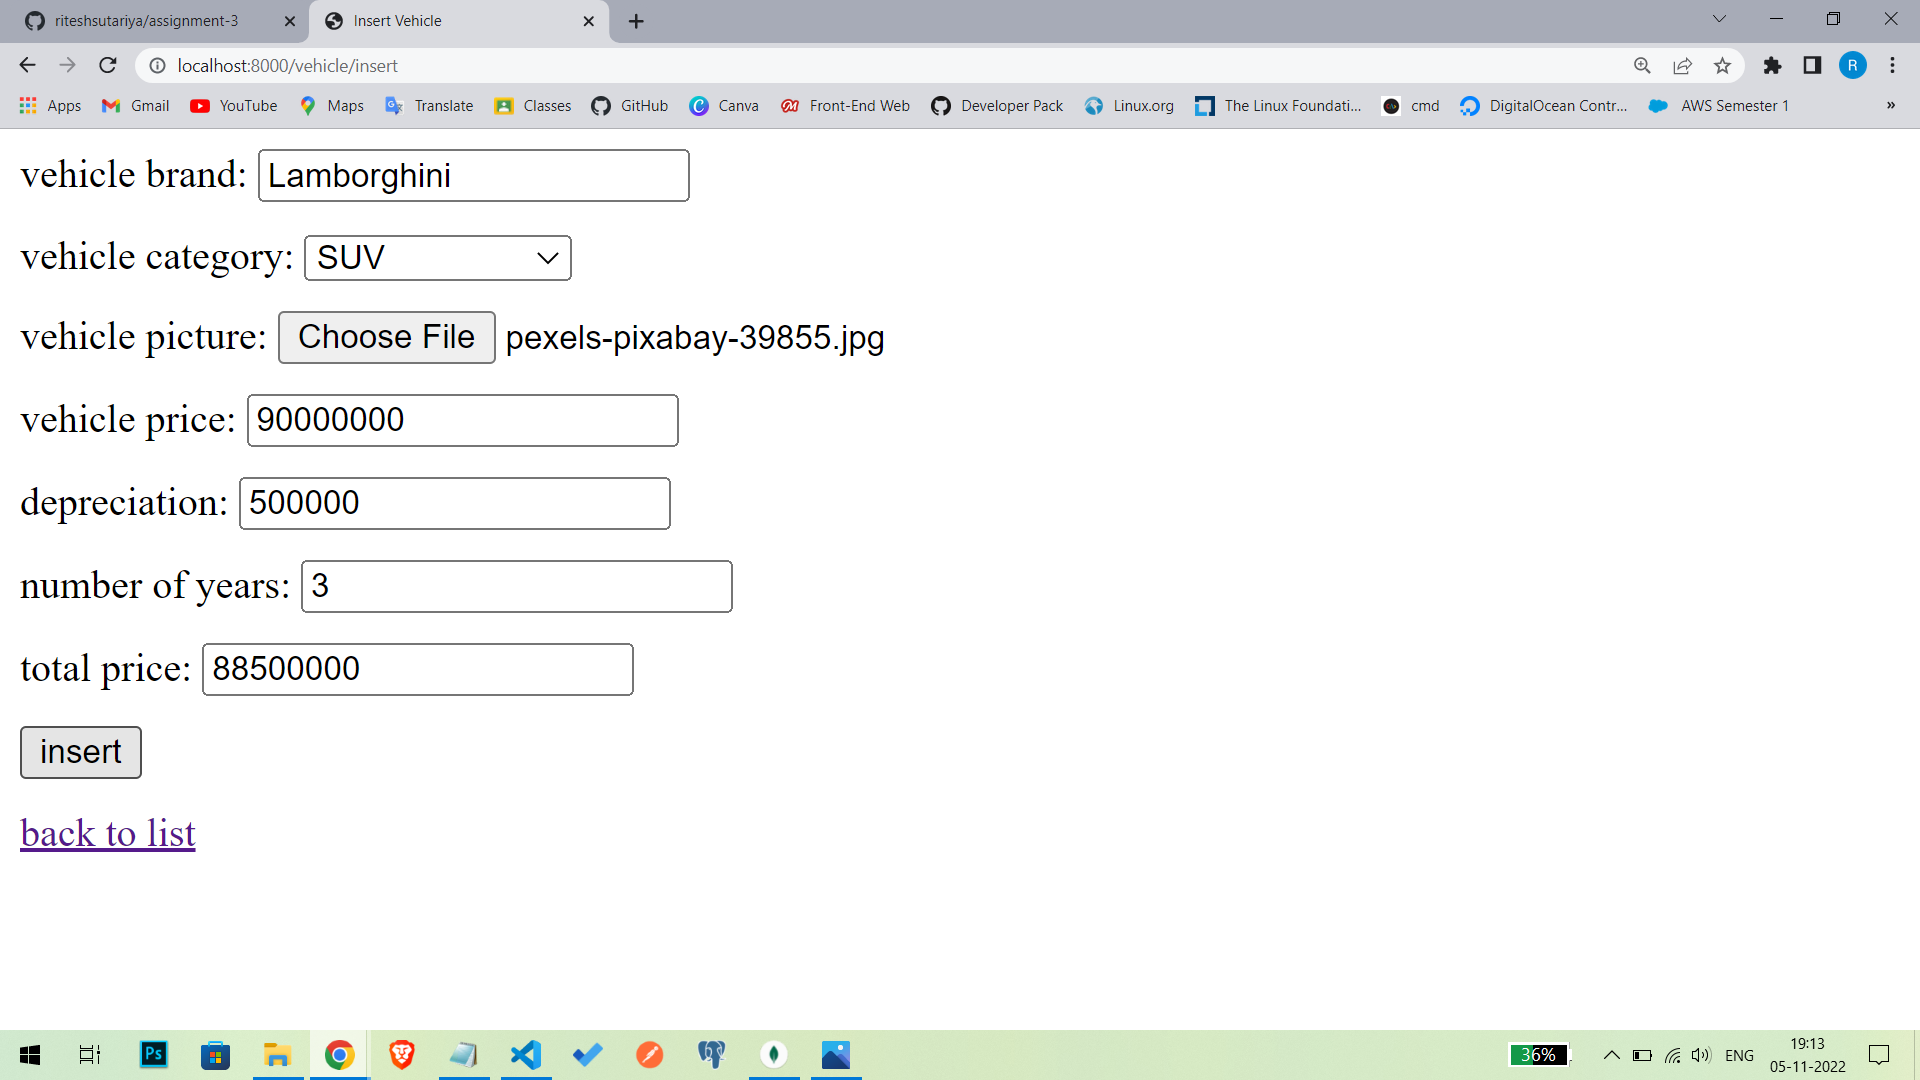 riteshsutariya/assignment-3
Insert Vehicle
localhost:8000/vehicle/insert
R
Apps
Gmail
YouTube
Maps
Translate
Classes
GitHub
Canva
Front-End Web
Developer Pack
Linux.org
The Linux Foundati...
cmd
DigitalOcean Contr...
AWS Semester 1
»
vehicle brand: Lamborghini
vehicle category: SUV
vehicle picture: Choose File pexels-pixabay-39855.jpg
vehicle price: 90000000
depreciation: 500000
number of years: 3
total price: 88500000
insert
back to list
Ps
36%
ENG
19:13
05-11-2022